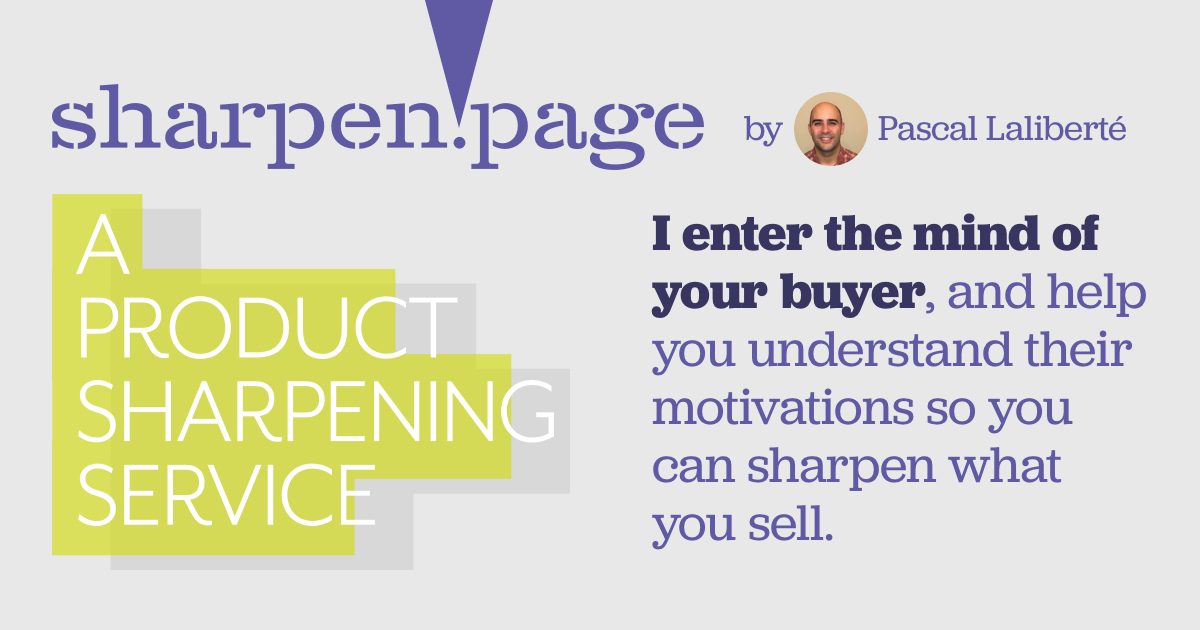 sharpen.page by Pascal Laliberté
A
PRODUCT
SHARPENING
SERVICE
I enter the mind of
your buyer, and help
you understand their
motivations so you
can sharpen what
you sell.